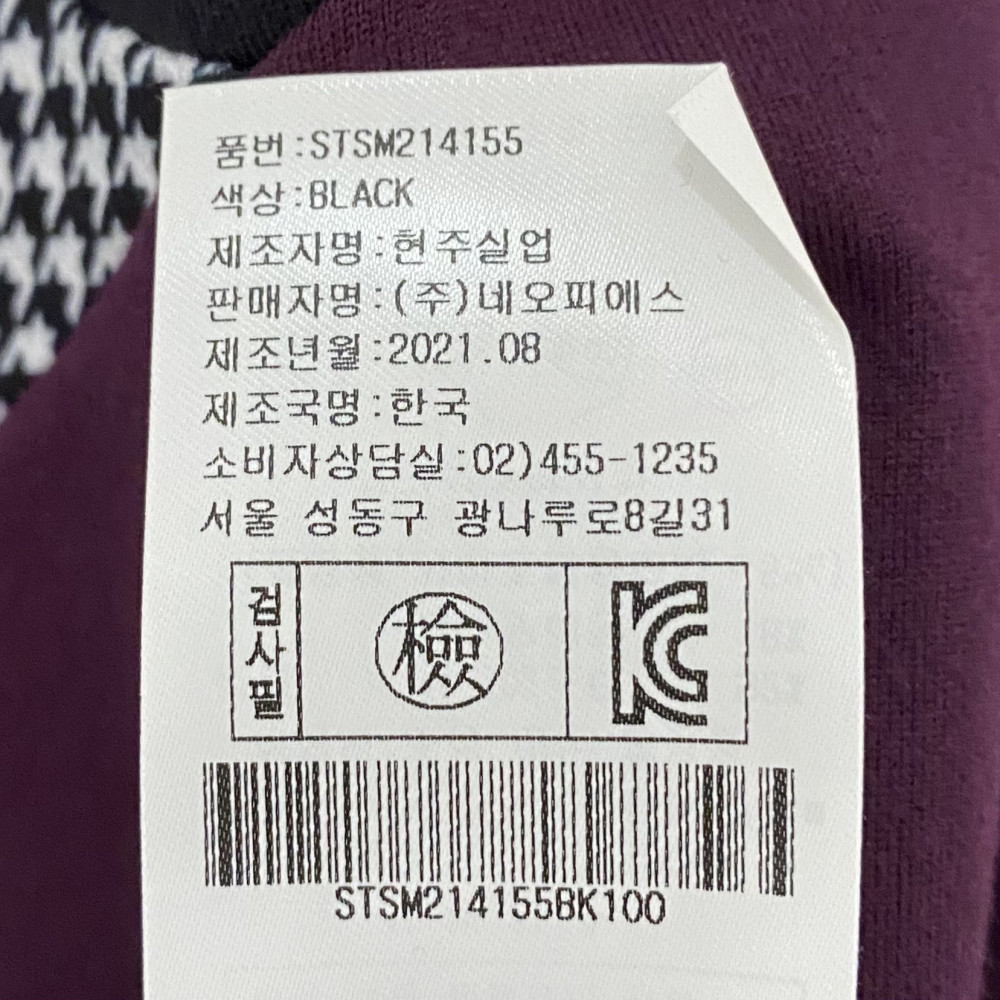 품번:STSM214155
색상:BLACK
제조자명:현주실업
판매자명:(주)네오피에스
제조년월:2021.08
제조국명:한국
소비자상담실:02)455-1235
서울 성동구 광나루로8길31
검사필
檢
KC
STSM214155BK100